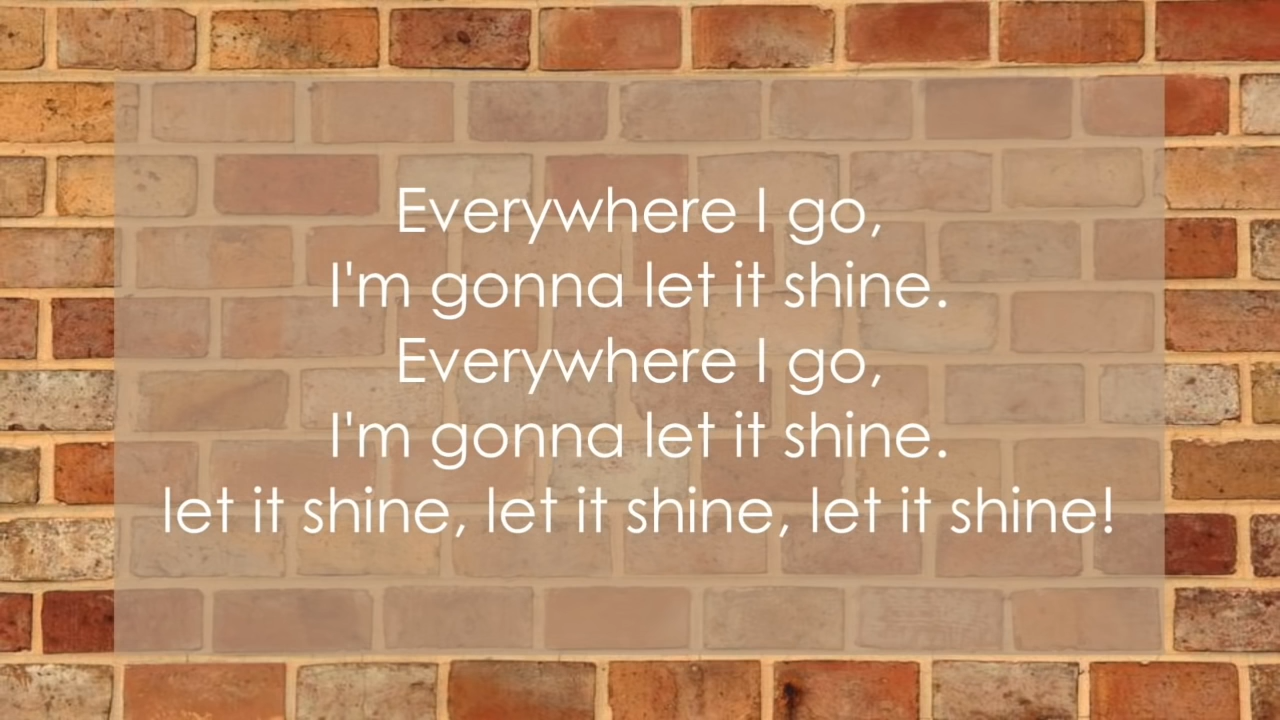 Everywhere I go,
I'm gonna let it shine.
Everywhere I go,
I'm gonna let it shine.
let it shine, let it shine, let it shine!